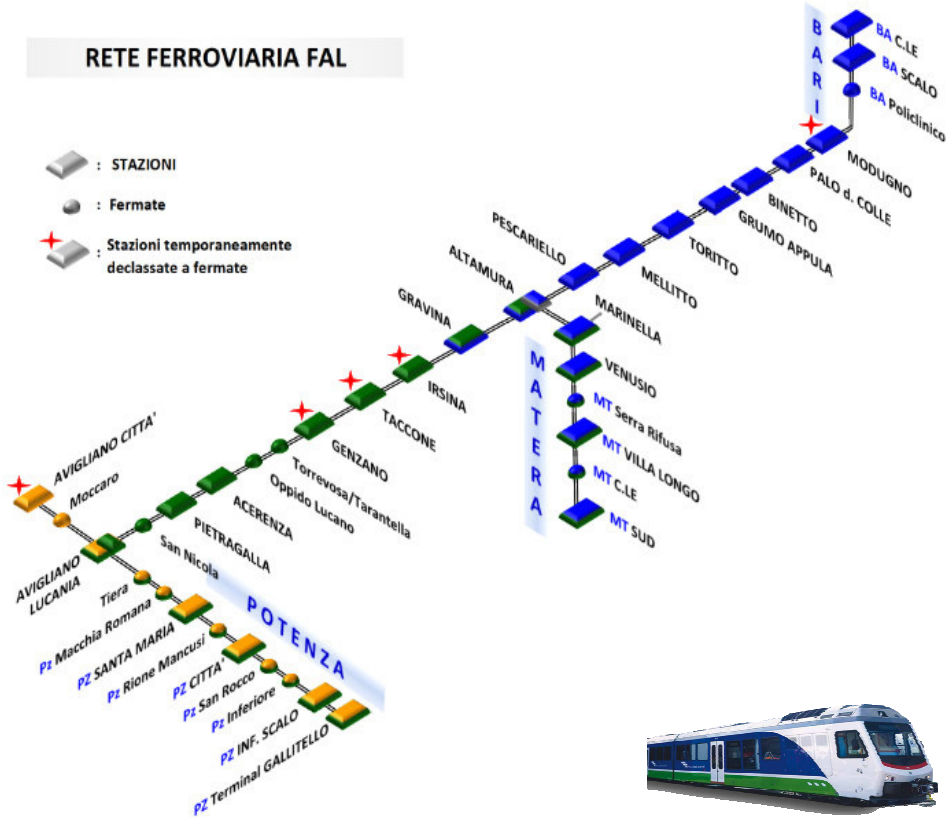 RETE FERROVIARIA FAL
: STAZIONI
: Fermate
: Stazioni temporaneamente
declassate a fermate
BARI
BA C.LE
BA SCALO
BA Policlinico
MODUGNO
PALO d. COLLE
BINETTO
GRUMO APPULA
TORITTO
MELLITTO
PESCARIELLO
ALTAMURA
MARINELLA
MATERA
VENUSIO
MT Serra Rifusa
MT VILLA LONGO
MT C.LE
MT SUD
GRAVINA
IRSINA
TACCONE
GENZANO
Torrevosa/Tarantella
Oppido Lucano
ACERENZA
PIETRAGALLA
San Nicola
AVIGLIANO CITTA'
Moccaro
AVIGLIANO
LUCANIA
Tiera
POTENZA
Pz Macchia Romana
PZ SANTA MARIA
Pz Rione Mancusi
PZ CITTA'
Pz San Rocco
Pz Inferiore
PZ INF. SCALO
PZ Terminal GALLITELLO